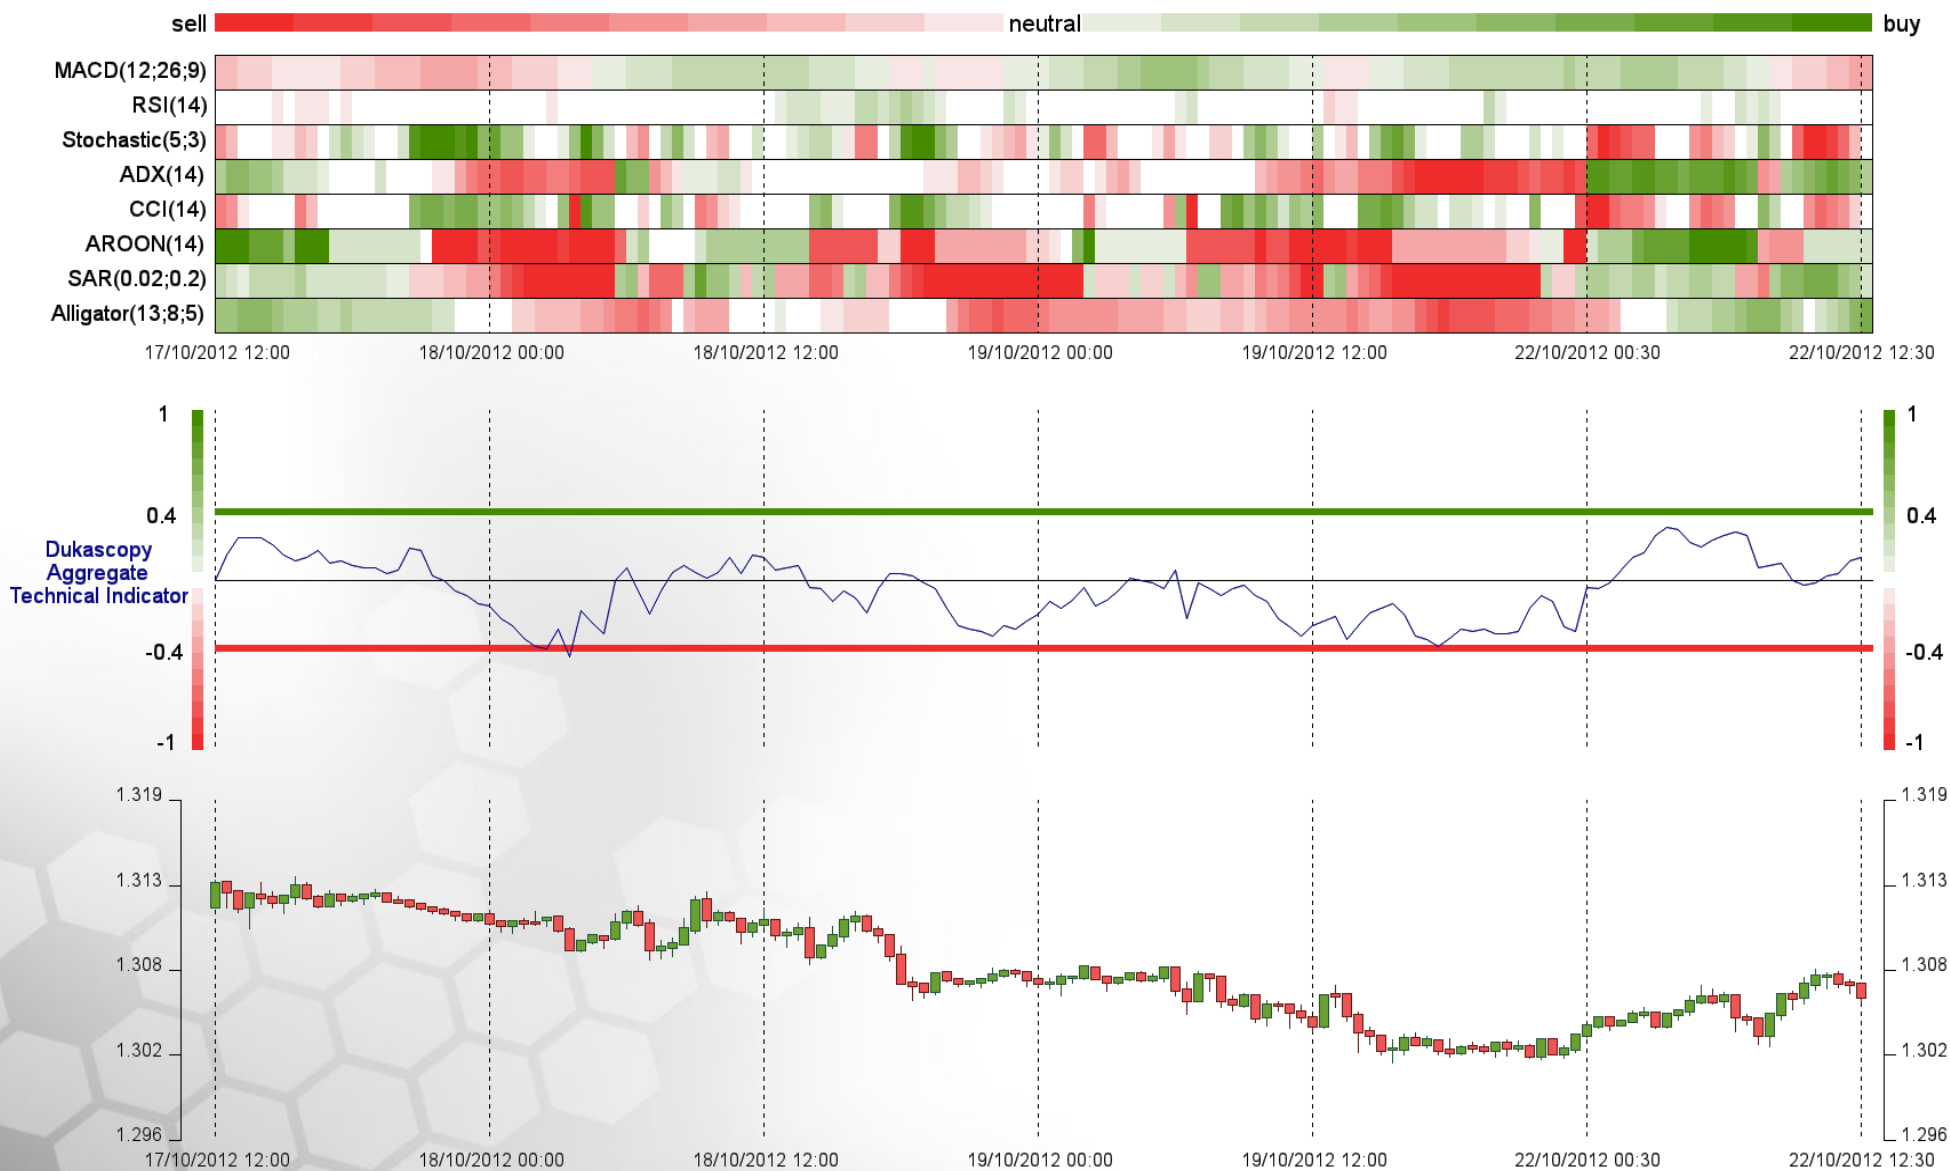 sell neutral buy
MACD(12;26;9)
RSI(14)
Stochastic(5;3)
ADX(14)
CCI(14)
AROON(14)
SAR(0.02;0.2)
Alligator(13;8;5)
17/10/2012 12:00 18/10/2012 00:00 18/10/2012 12:00 19/10/2012 00:00 19/10/2012 12:00 22/10/2012 00:30 22/10/2012 12:30
1 1
0.4 0.4
Dukascopy
Aggregate
Technical Indicator
-0.4 -0.4
-1 -1
1.319 1.319
1.313 1.313
1.308 1.308
1.302 1.302
1.296 1.296
17/10/2012 12:00 18/10/2012 00:00 18/10/2012 12:00 19/10/2012 00:00 19/10/2012 12:00 22/10/2012 00:30 22/10/2012 12:30